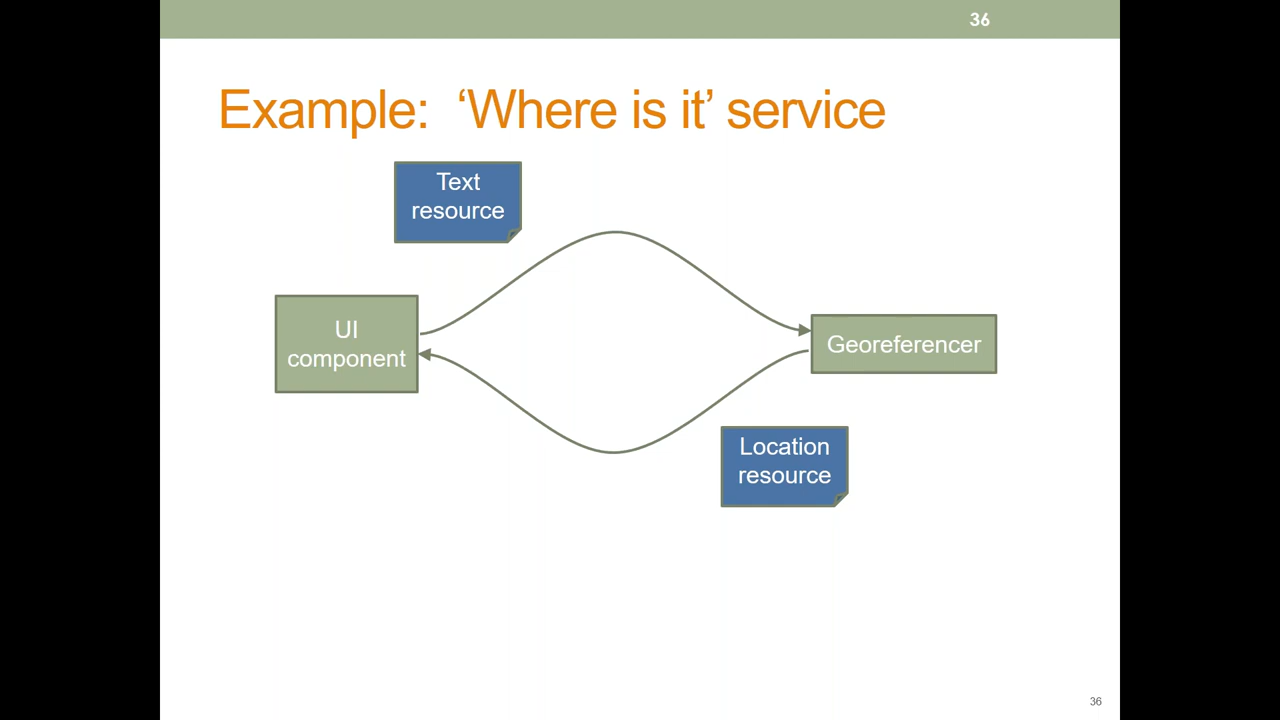 36
Example:  ‘Where is it’ service
Text
resource
UI
component
Georeferencer
Location
resource
36